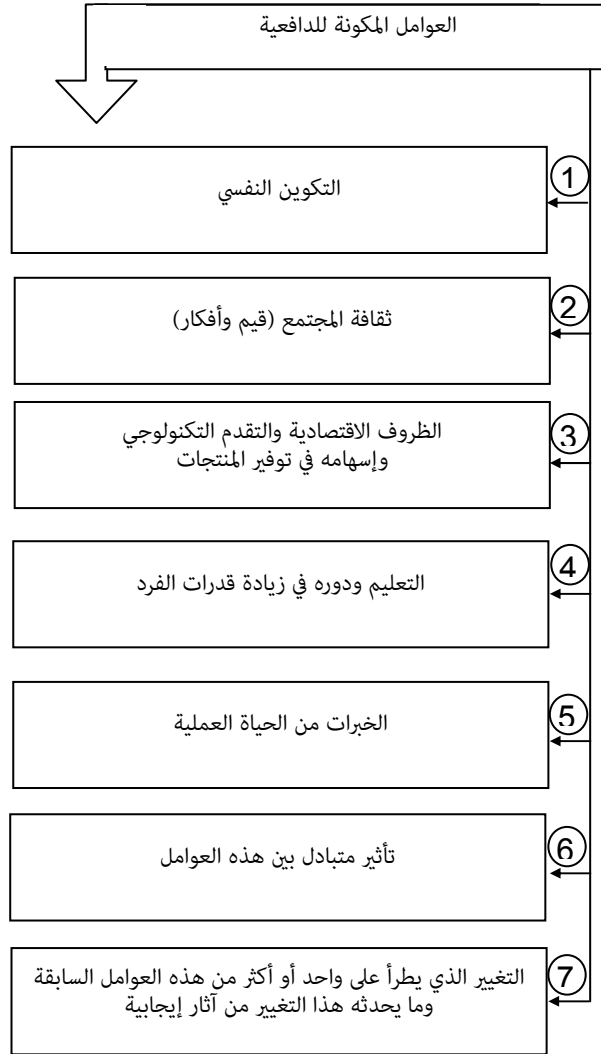 العوامل المكونة للدافعية
1
التكوين النفسي
2
ثقافة المجتمع (قيم وأفكار)
3
الظروف الاقتصادية والتقدم التكنولوجي
وإسهامه في توفير المنتجات
4
التعليم ودوره في زيادة قدرات الفرد
5
الخبرات من الحياة العملية
6
تأثير متبادل بين هذه العوامل
7
التغيير الذي يطرأ على واحد أو أكثر من هذه العوامل السابقة
وما يحدثه هذا التغيير من آثار إيجابية